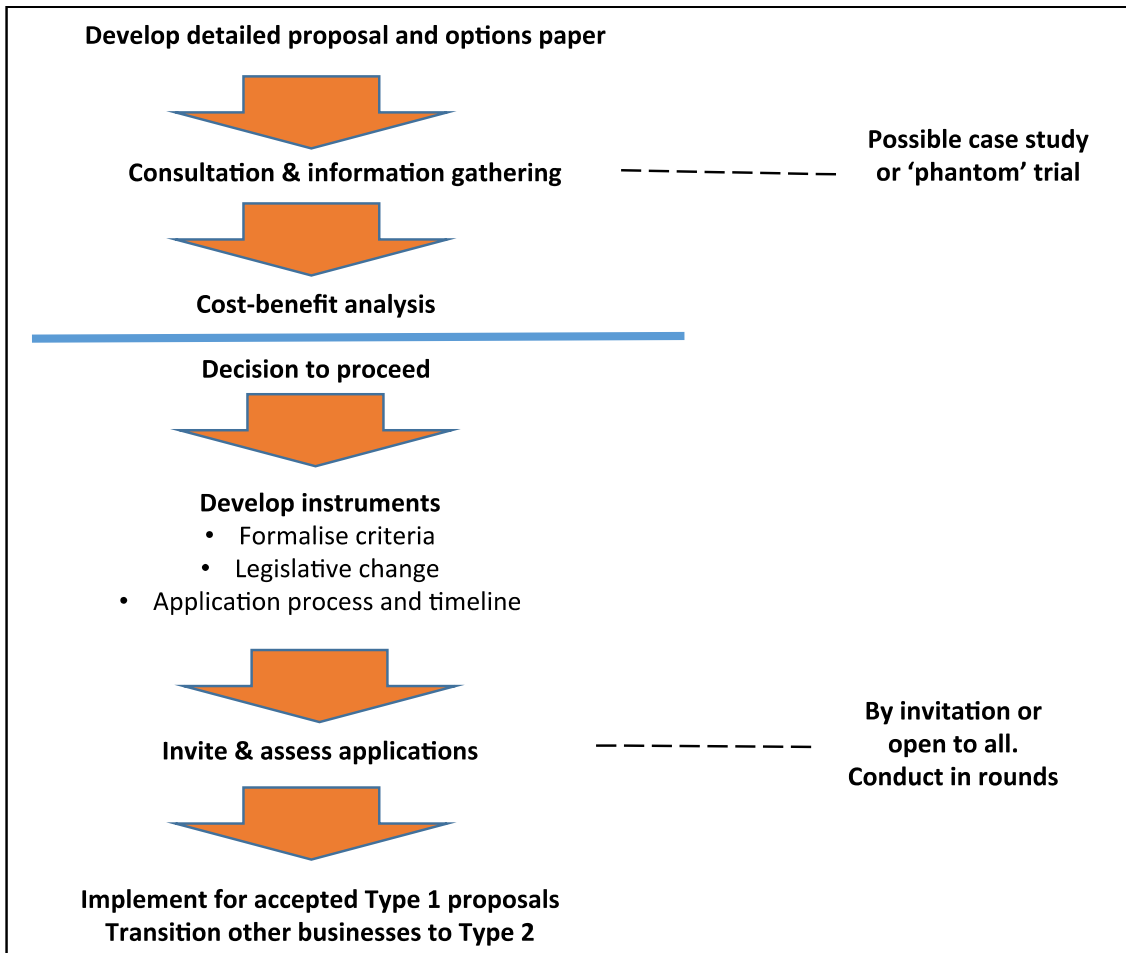 Develop detailed proposal and options paper
Consultation & information gathering
Possible case study
or ‘phantom’ trial
Cost-benefit analysis
Decision to proceed
Develop instruments
• Formalise criteria
• Legislative change
• Application process and timeline
Invite & assess applications
By invitation or
open to all.
Conduct in rounds
Implement for accepted Type 1 proposals
Transition other businesses to Type 2